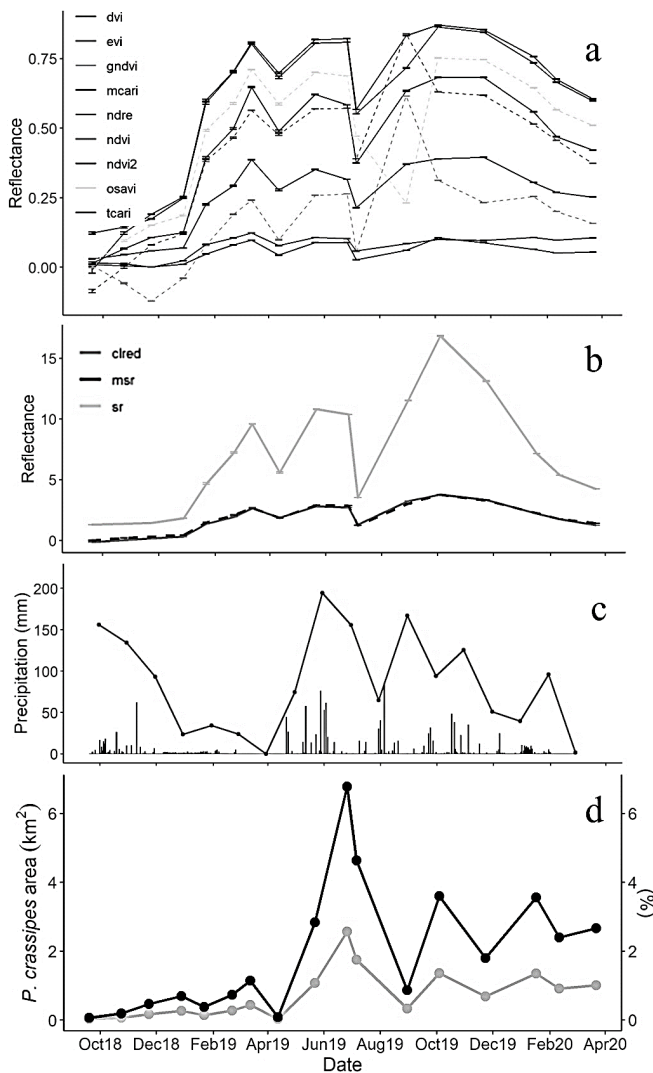 a
dvi
evi
gndvi
mcari
ndre
ndvi
ndvi2
osavi
tcari
Reflectance
0.75
0.50
0.25
0.00
b
clred
msr
sr
Reflectance
15
10
5
0
c
Precipitation (mm)
200
150
100
50
0
d
P. crassipes area (km²)
6
4
2
0
(%)
6
4
2
0
Oct18 Dec18 Feb19 Apr19 Jun19 Aug19 Oct19 Dec19 Feb20 Apr20
Date